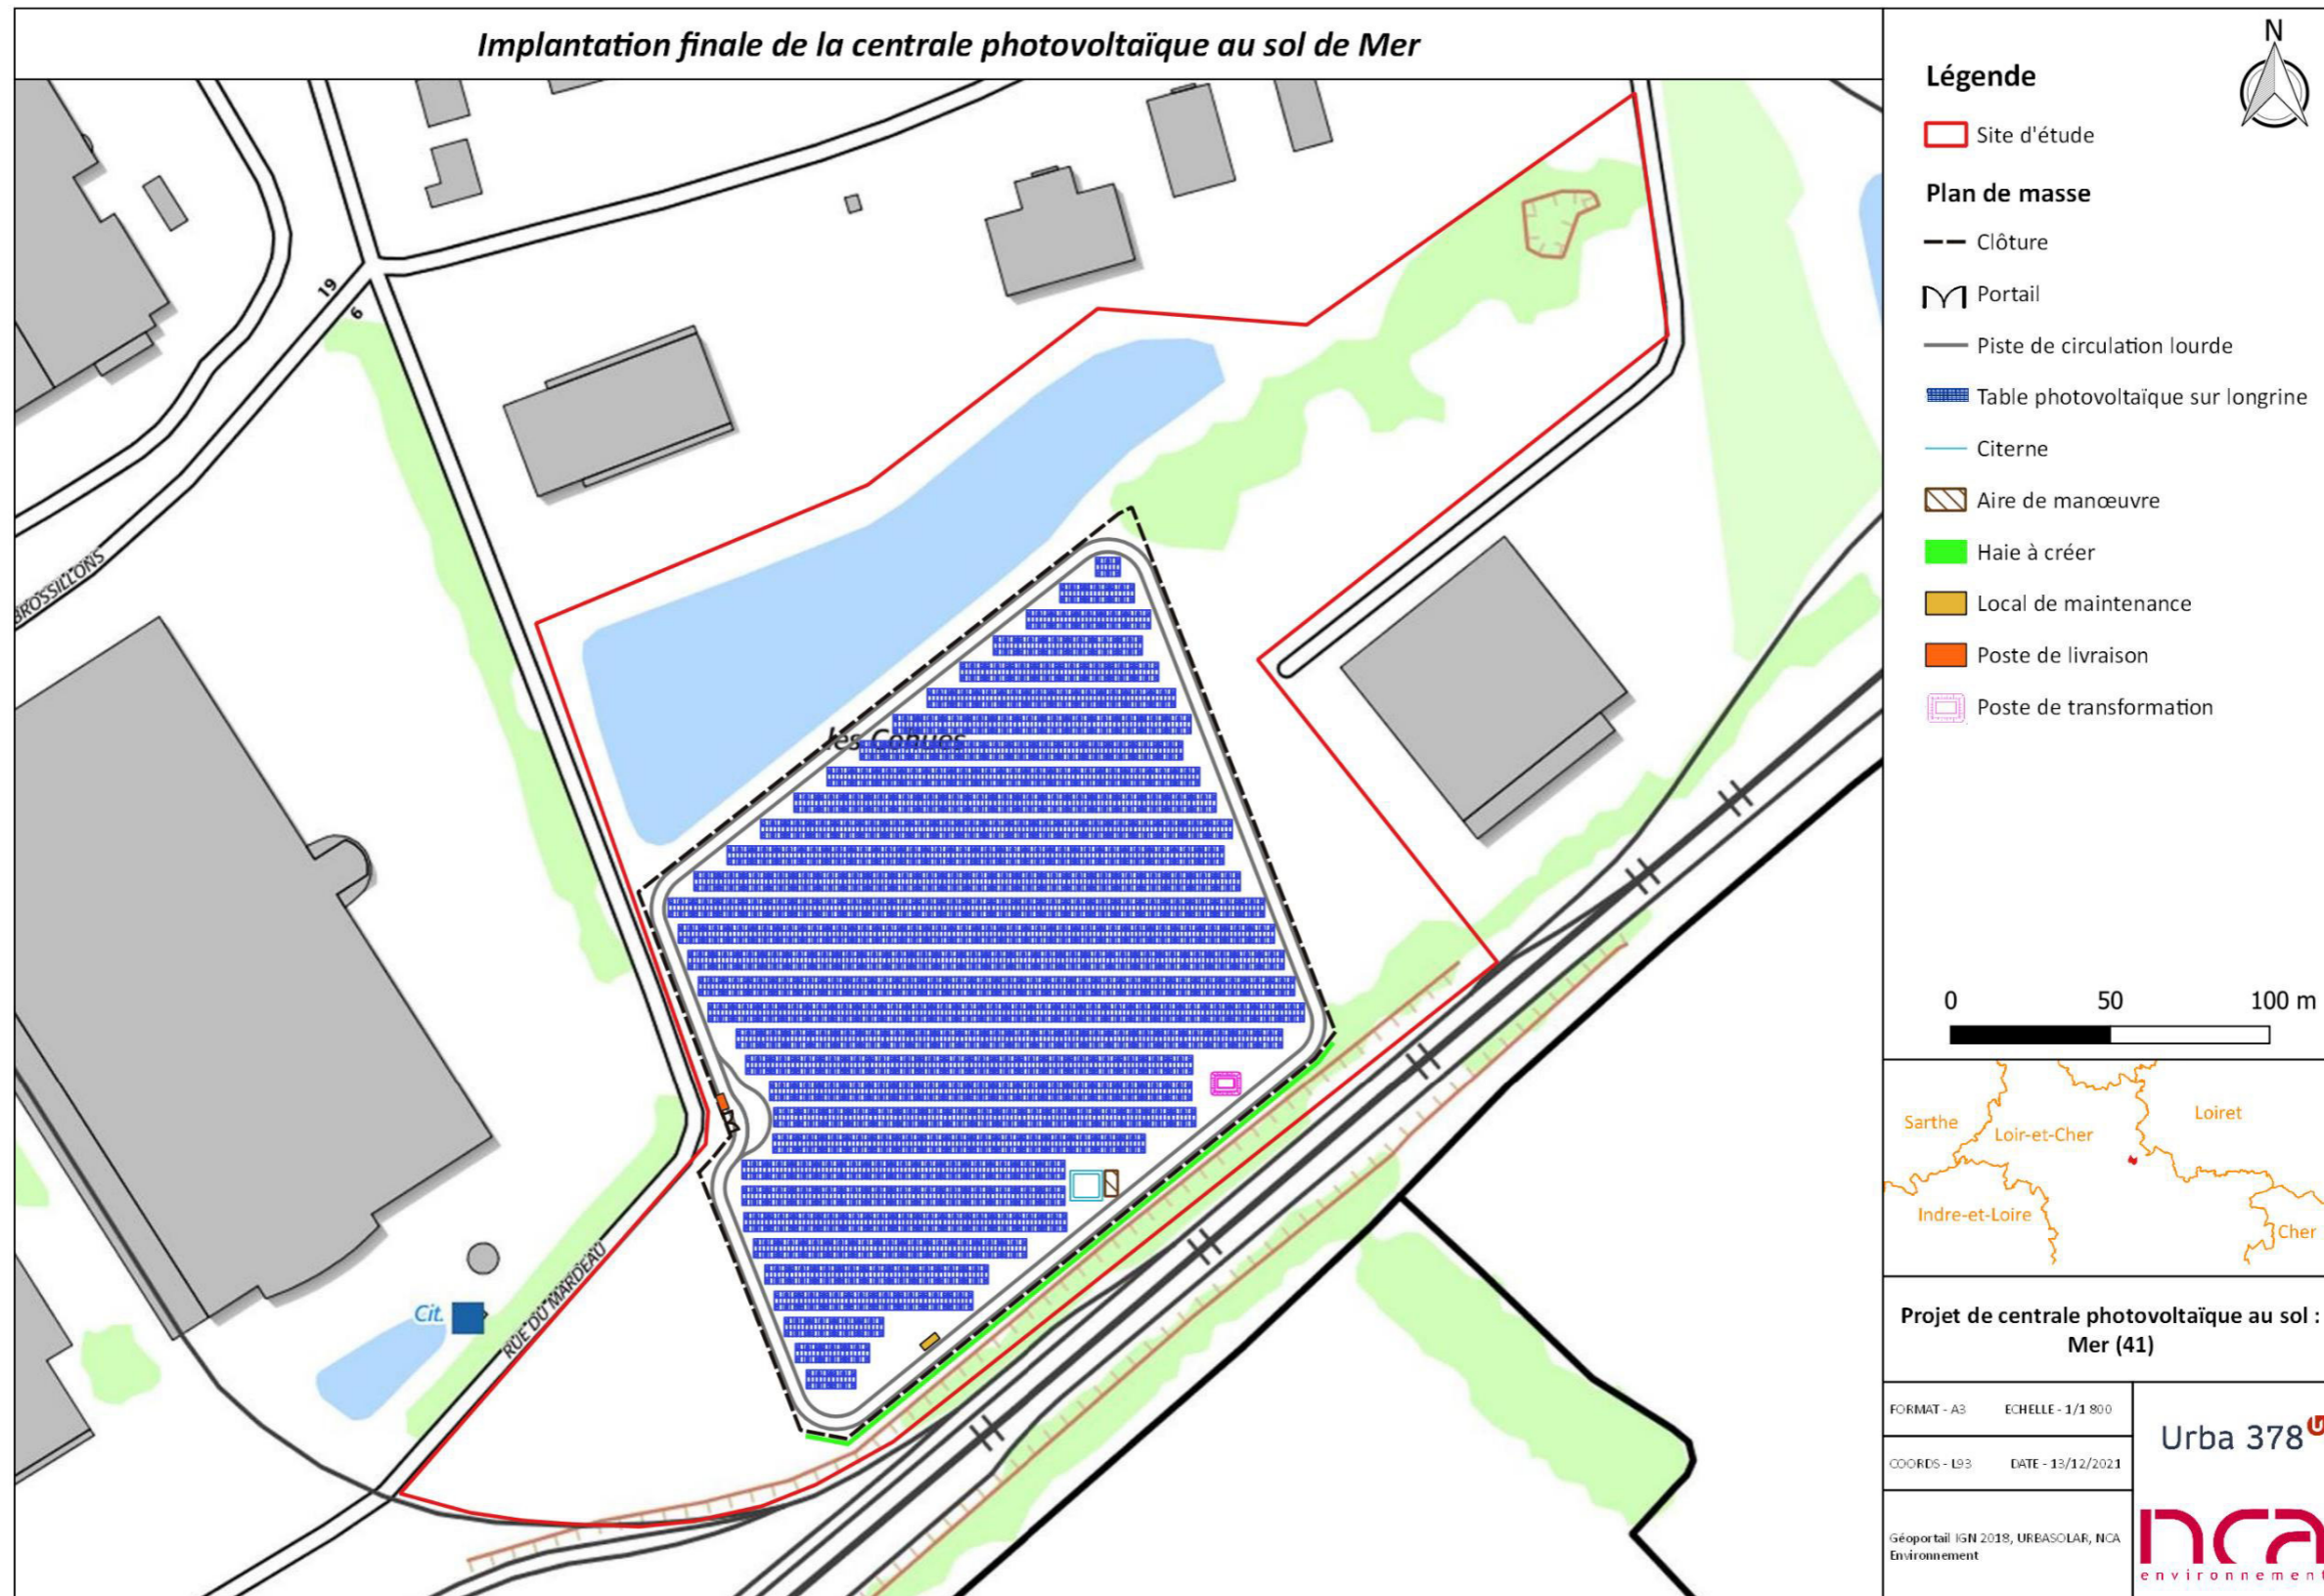 Implantation finale de la centrale photovoltaïque au sol de Mer
19
6
BROSSILLONS
les Cohues
RUE DU MARDEAU
Cit.
N
Légende
Site d'étude
Plan de masse
Clôture
Portail
Piste de circulation lourde
Table photovoltaïque sur longrine
Citerne
Aire de manœuvre
Haie à créer
Local de maintenance
Poste de livraison
Poste de transformation
0 50 100 m
Sarthe
Loir-et-Cher
Loiret
Indre-et-Loire
Cher
Projet de centrale photovoltaïque au sol :
Mer (41)
FORMAT - A3 ECHELLE - 1/1 800
COORDS - L93 DATE - 13/12/2021
Géoportail IGN 2018, URBASOLAR, NCA
Environnement
Urba 378
nca
environnement